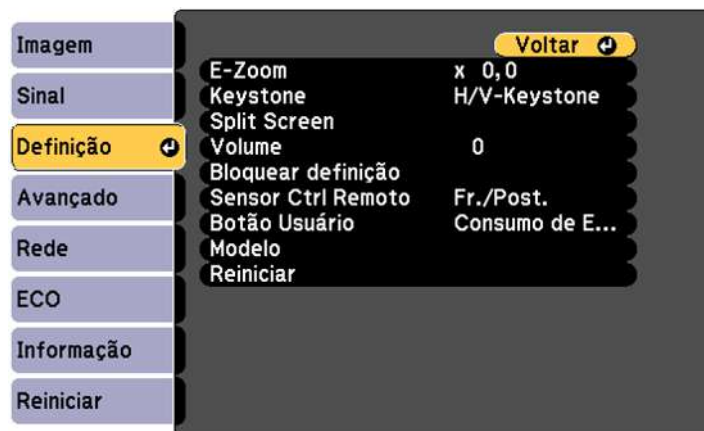 Imagem
Sinal
Definição
Avançado
Rede
ECO
Informação
Reiniciar
Voltar
E-Zoom x 0,0
Keystone H/V-Keystone
Split Screen
Volume 0
Bloquear definição
Sensor Ctrl Remoto Fr./Post.
Botão Usuário Consumo de E...
Modelo
Reiniciar